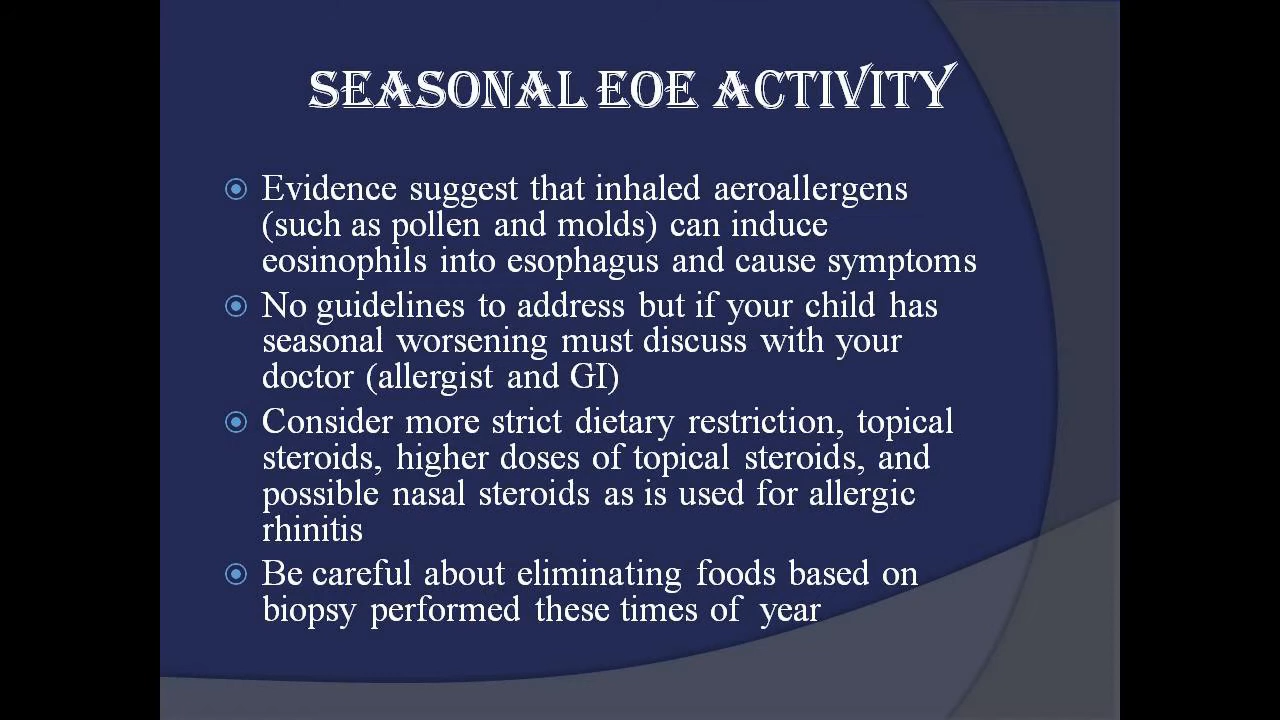 SEASONAL EOE ACTIVITY
Evidence suggest that inhaled aeroallergens
(such as pollen and molds) can induce
eosinophils into esophagus and cause symptoms
No guidelines to address but if your child has
seasonal worsening must discuss with your
doctor (allergist and GI)
Consider more strict dietary restriction, topical
steroids, higher doses of topical steroids, and
possible nasal steroids as is used for allergic
rhinitis
Be careful about eliminating foods based on
biopsy performed these times of year